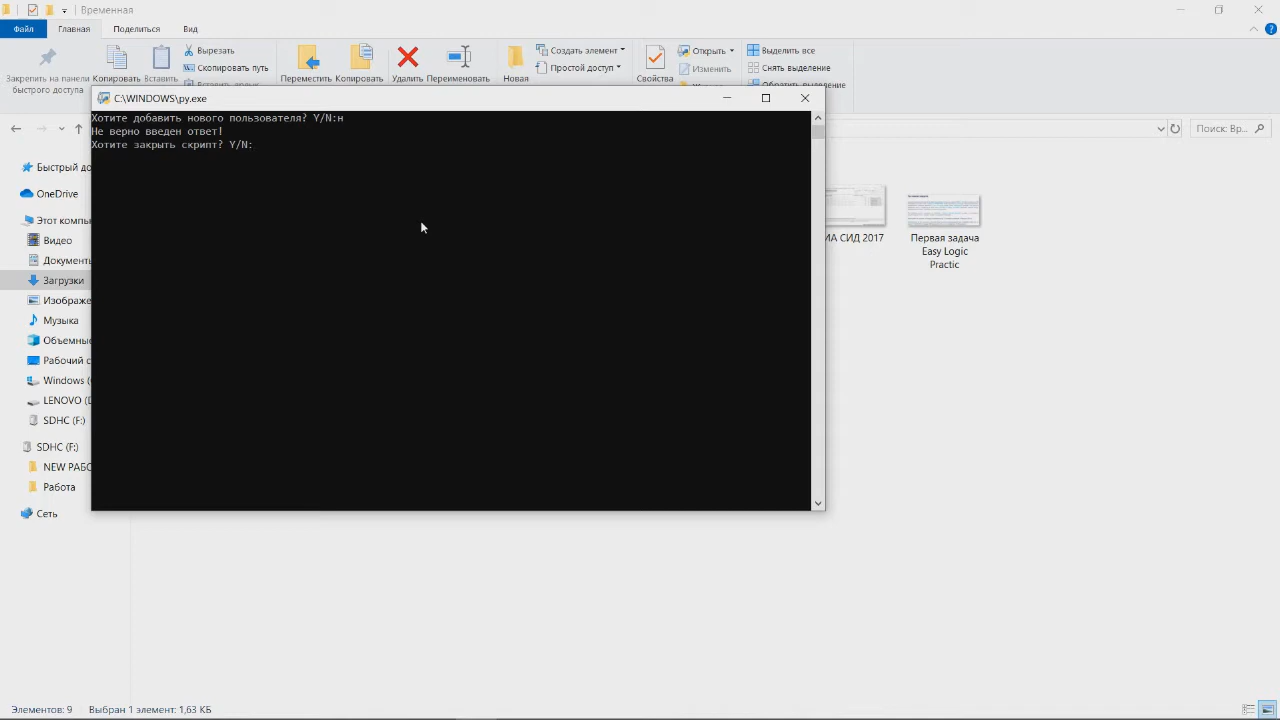 Временная
Файл Главная Поделиться Вид
Закрепить на панели быстрого доступа
Копировать
Вставить
Вырезать
Скопировать путь
Переместить
Копировать
Удалить
Переименовать
Новая
Создать элемент
Простой доступ
Свойства
Открыть
Изменить
Выделить все
Снять выделение
Обратить выделение
C:\WINDOWS\py.exe
Хотите добавить нового пользователя? Y/N:н
Не верно введен ответ!
Хотите закрыть скрипт? Y/N:
Поиск: Вр...
Быстрый до
OneDrive
Этот компь
Видео
Документ
Загрузки
Изображе
Музыка
Объемны
Рабочий с
Windows (
LENOVO (
SDHC (F:)
SDHC (F:)
NEW РАБО
Работа
Сеть
ИА СИД 2017
Первая задача
Easy Logic
Practic
Элементов: 9 Выбран 1 элемент: 1,63 КБ